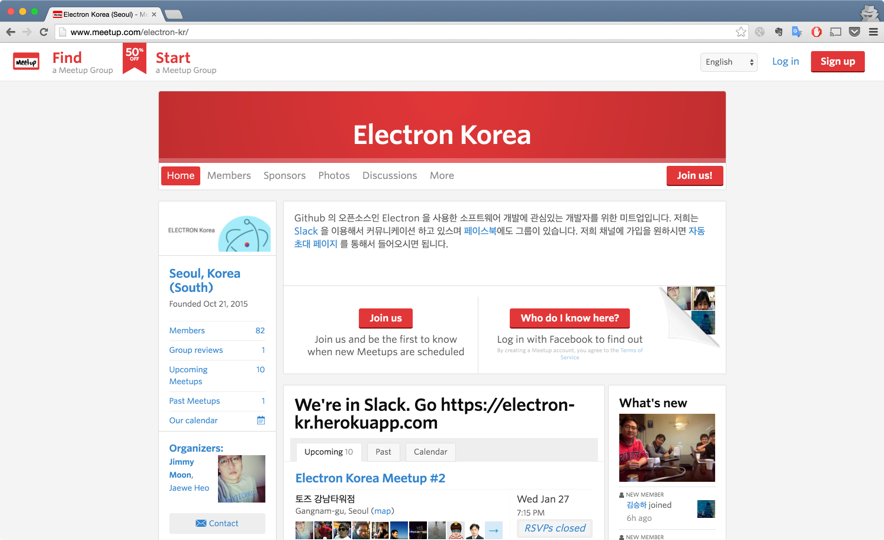 Electron Korea (Seoul) - Me
www.meetup.com/electron-kr/
Meetup
Find
a Meetup Group
50%
OFF
Start
a Meetup Group
English
Log in
Sign up
Electron Korea
Home
Members
Sponsors
Photos
Discussions
More
Join us!
ELECTRON Korea
Seoul, Korea
(South)
Founded Oct 21, 2015
Members 82
Group reviews 1
Upcoming
Meetups 10
Past Meetups 1
Our calendar
Organizers:
Jimmy
Moon,
Jaewe Heo
Contact
Github 의 오픈소스인 Electron 을 사용한 소프트웨어 개발에 관심있는 개발자를 위한 미트업입니다. 저희는
Slack 을 이용해서 커뮤니케이션 하고 있으며 페이스북에도 그룹이 있습니다. 저희 채널에 가입을 원하시면 자동
초대 페이지 를 통해서 들어오시면 됩니다.
Join us
Join us and be the first to know
when new Meetups are scheduled
Who do I know here?
Log in with Facebook to find out
By creating a Meetup account, you agree to the Terms of
Service
We're in Slack. Go https://electron-
kr.herokuapp.com
Upcoming 10
Past
Calendar
Electron Korea Meetup #2
토즈 강남타워점
Gangnam-gu, Seoul (map)
Wed Jan 27
7:15 PM
RSVPs closed
What's new
NEW MEMBER
김승하 joined
6h ago
NEW MEMBER